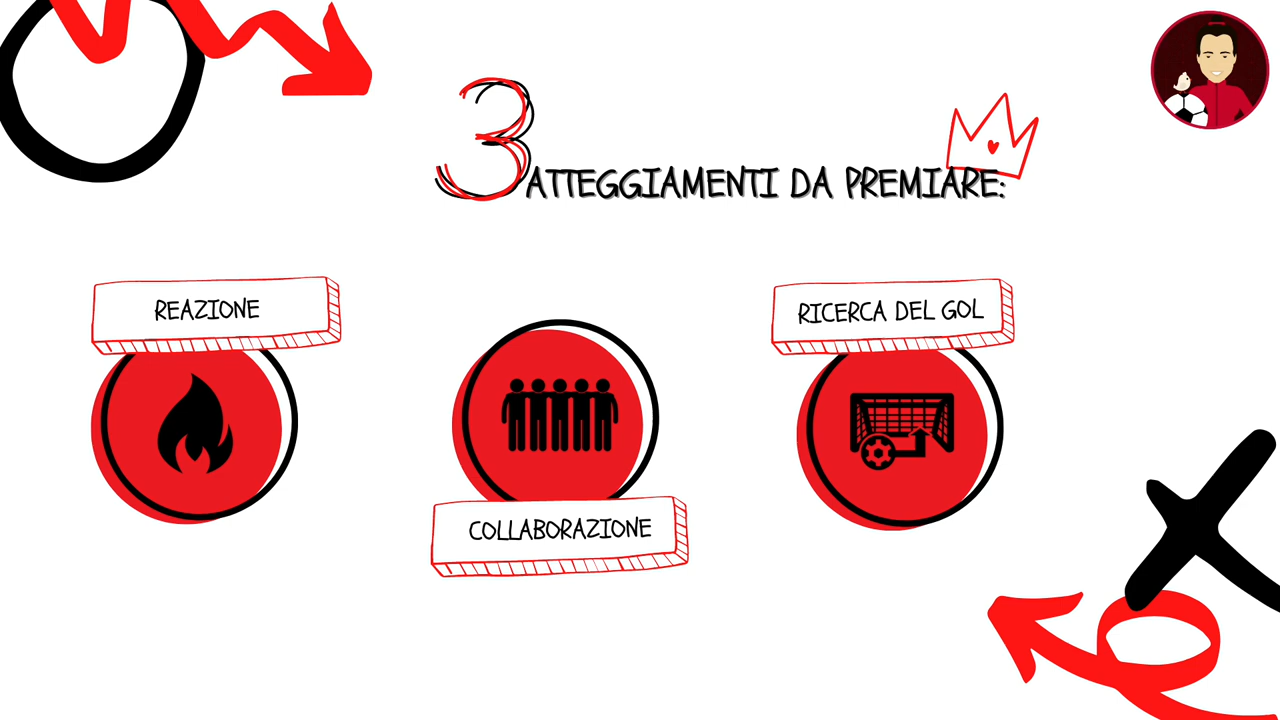 3 ATTEGGIAMENTI DA PREMIARE:
REAZIONE
RICERCA DEL GOL
COLLABORAZIONE